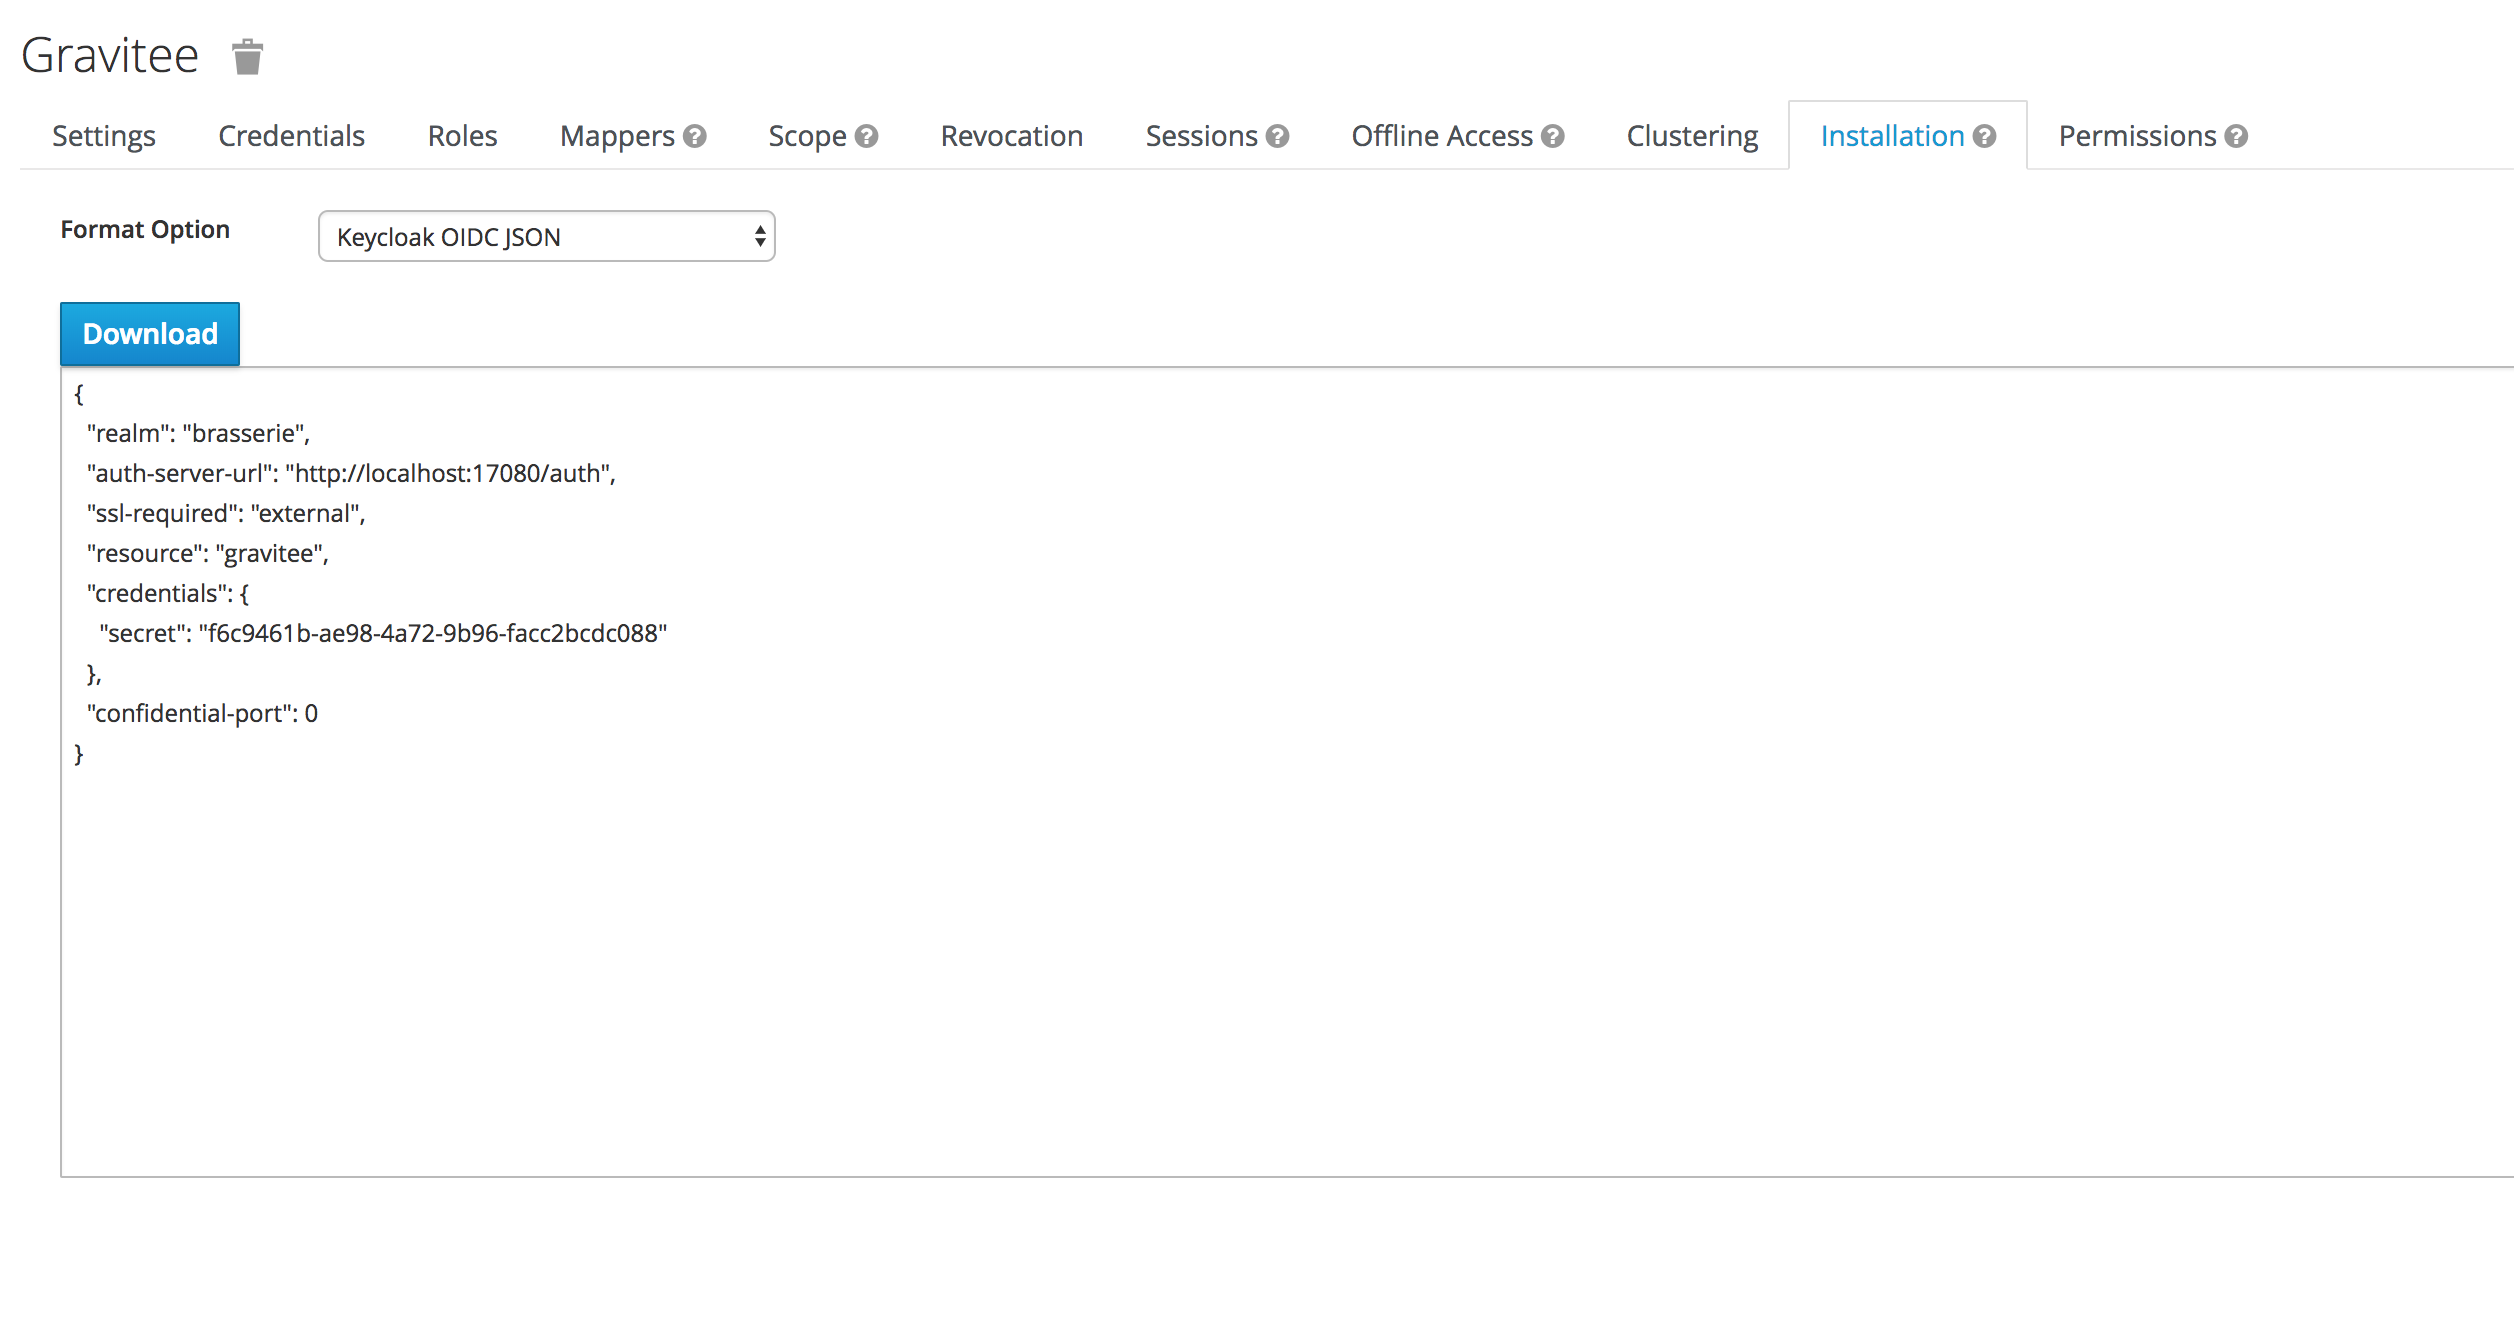 Gravitee
Settings Credentials Roles Mappers ? Scope ? Revocation Sessions ? Offline Access ? Clustering Installation ? Permissions ?
Format Option Keycloak OIDC JSON
Download
{
"realm": "brasserie",
"auth-server-url": "http://localhost:17080/auth",
"ssl-required": "external",
"resource": "gravitee",
"credentials": {
"secret": "f6c9461b-ae98-4a72-9b96-facc2bcdc088"
},
"confidential-port": 0
}